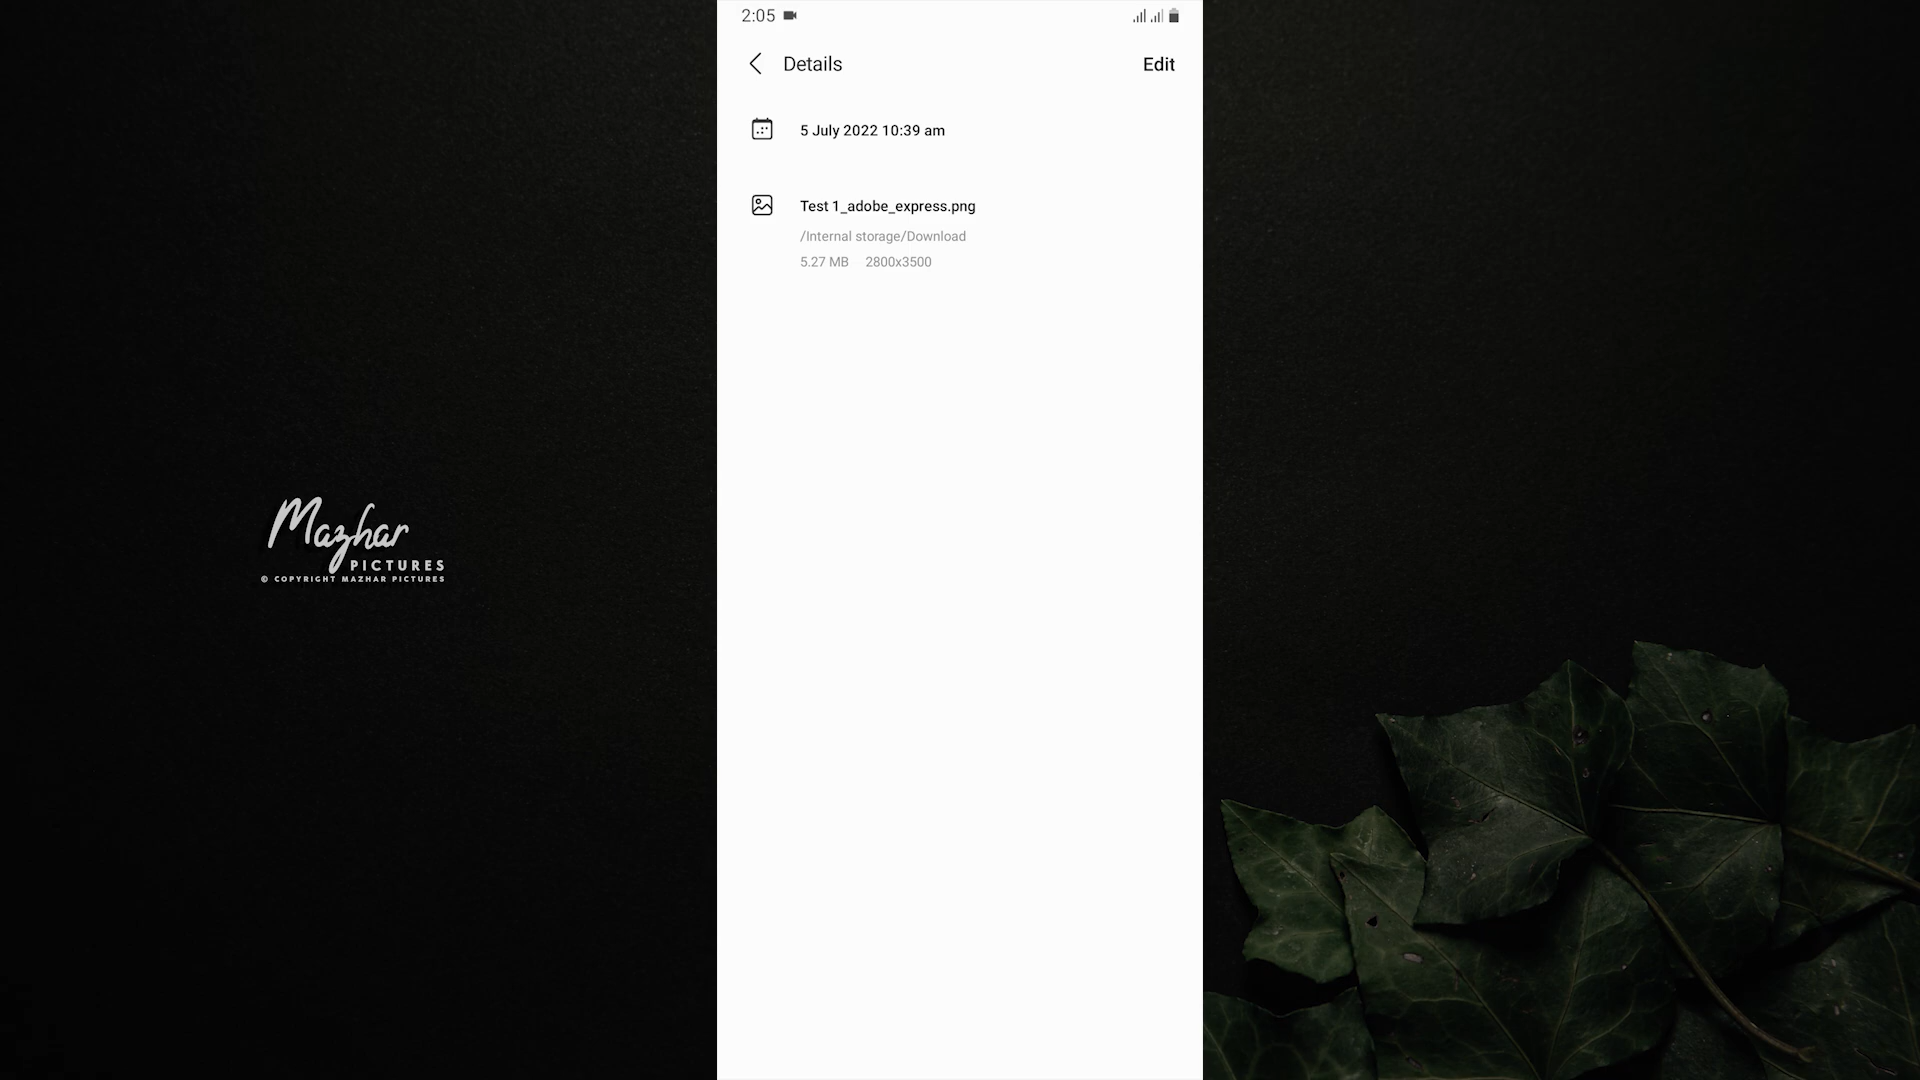 2:05
Details
Edit
5 July 2022 10:39 am
Test 1_adobe_express.png
/Internal storage/Download
5.27 MB 2800x3500
Mazhar
PICTURES
© COPYRIGHT MAZHAR PICTURES